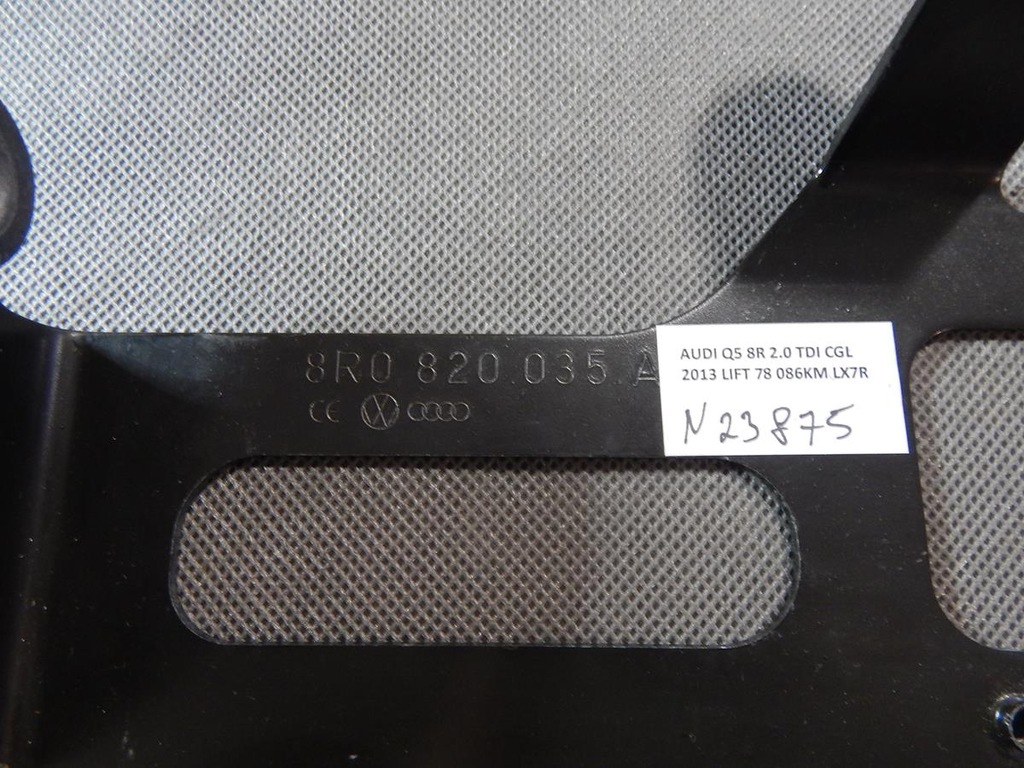 8R0 820 035 A
CE
AUDI Q5 8R 2.0 TDI CGL
2013 LIFT 78 086KM LX7R
N23875